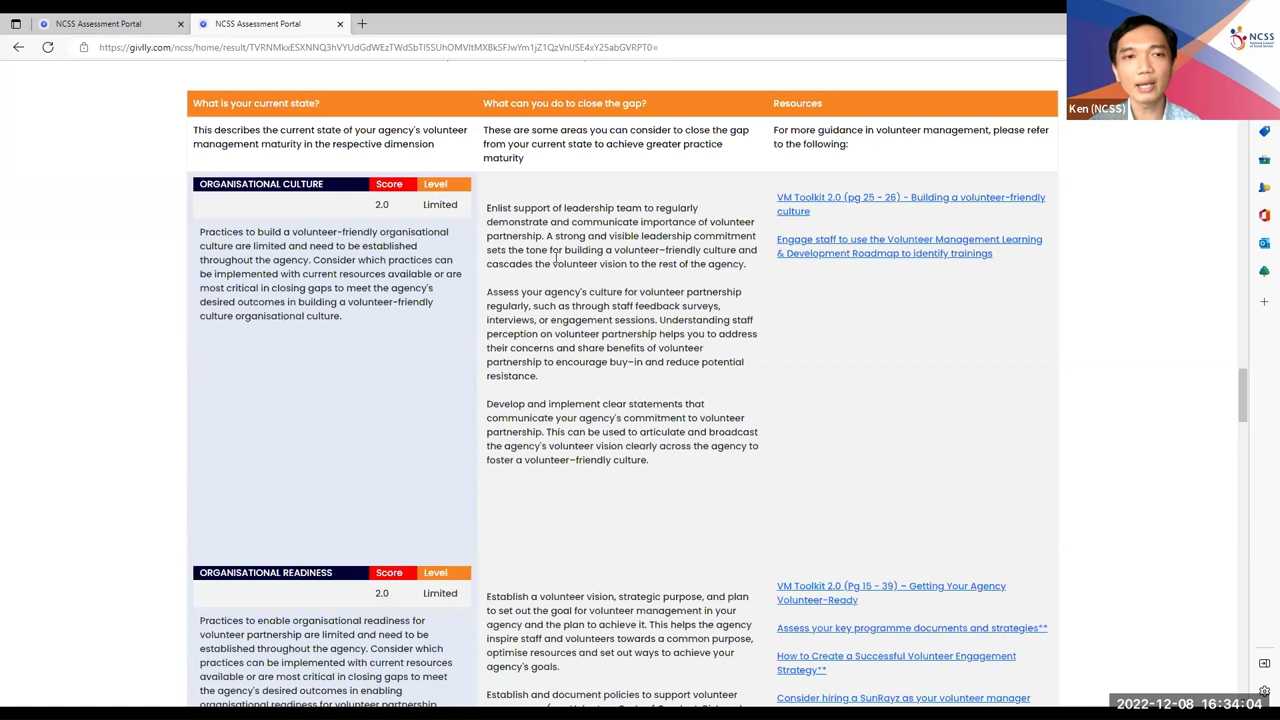 NCSS Assessment Portal
NCSS Assessment Portal
NCSS
Ken (NCSS)
What is your current state?
What can you do to close the gap?
Resources
This describes the current state of your agency's volunteer
management maturity in the respective dimension
These are some areas you can consider to close the gap
from your current state to achieve greater practice
maturity
For more guidance in volunteer management, please refer
to the following:
ORGANISATIONAL CULTURE
Score
Level
2.0
Limited
Practices to build a volunteer-friendly organisational
culture are limited and need to be established
throughout the agency. Consider which practices can
be implemented with current resources available or are
most critical in closing gaps to meet the agency's
desired outcomes in building a volunteer-friendly
culture organisational culture.
Enlist support of leadership team to regularly
demonstrate and communicate importance of volunteer
partnership. A strong and visible leadership commitment
sets the tone for building a volunteer–friendly culture and
cascades the volunteer vision to the rest of the agency.
Assess your agency's culture for volunteer partnership
regularly, such as through staff feedback surveys,
interviews, or engagement sessions. Understanding staff
perception on volunteer partnership helps you to address
their concerns and share benefits of volunteer
partnership to encourage buy–in and reduce potential
resistance.
Develop and implement clear statements that
communicate your agency's commitment to volunteer
partnership. This can be used to articulate and broadcast
the agency's volunteer vision clearly across the agency to
foster a volunteer–friendly culture.
VM Toolkit 2.0 (pg 25 - 26) - Building a volunteer-friendly
culture
Engage staff to use the Volunteer Management Learning
& Development Roadmap to identify trainings
ORGANISATIONAL READINESS
Score
Level
2.0
Limited
Practices to enable organisational readiness for
volunteer partnership are limited and need to be
established throughout the agency. Consider which
practices can be implemented with current resources
available or are most critical in closing gaps to meet
the agency's desired outcomes in enabling
organisational readiness for volunteer partnership
Establish a volunteer vision, strategic purpose, and plan
to set out the goal for volunteer management in your
agency and the plan to achieve it. This helps the agency
inspire staff and volunteers towards a common purpose,
optimise resources and set out ways to achieve your
agency's goals.
Establish and document policies to support volunteer
VM Toolkit 2.0 (Pg 15 - 39) – Getting Your Agency
Volunteer-Ready
Assess your key programme documents and strategies**
How to Create a Successful Volunteer Engagement
Strategy**
Consider hiring a SunRayz as your volunteer manager
2022-12-08 16:34:04